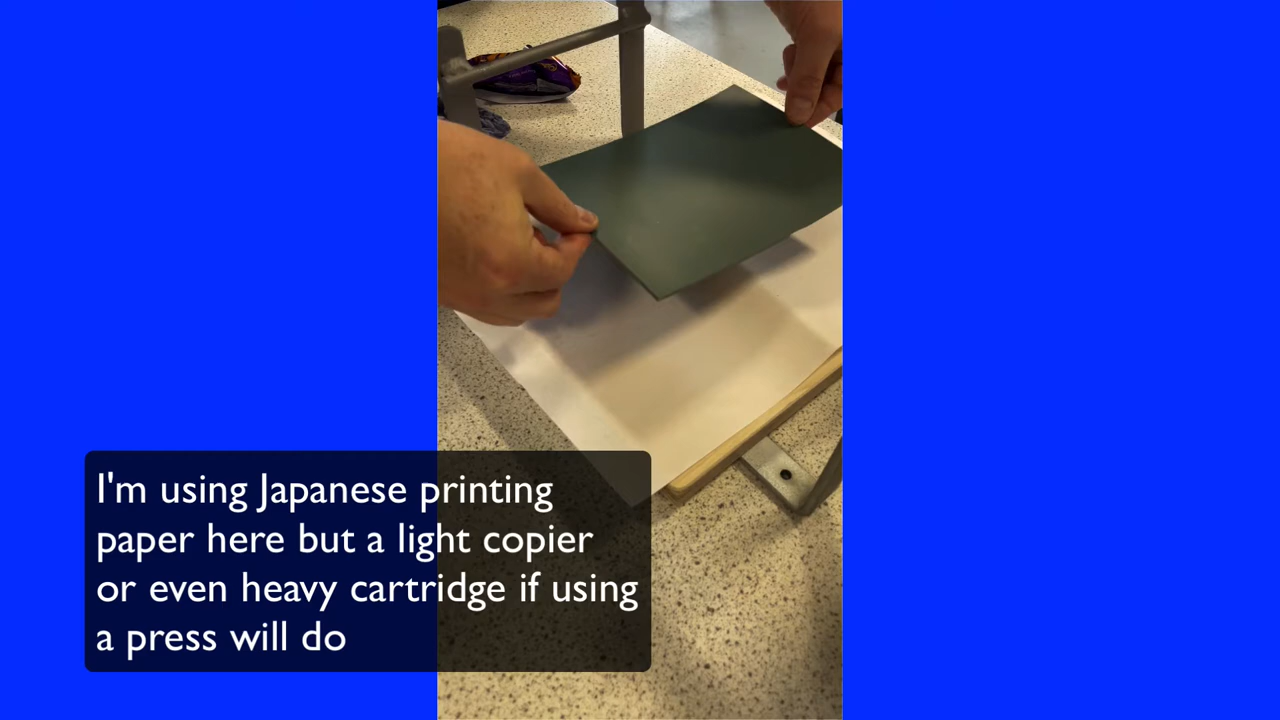 I'm using Japanese printing
paper here but a light copier
or even heavy cartridge if using
a press will do